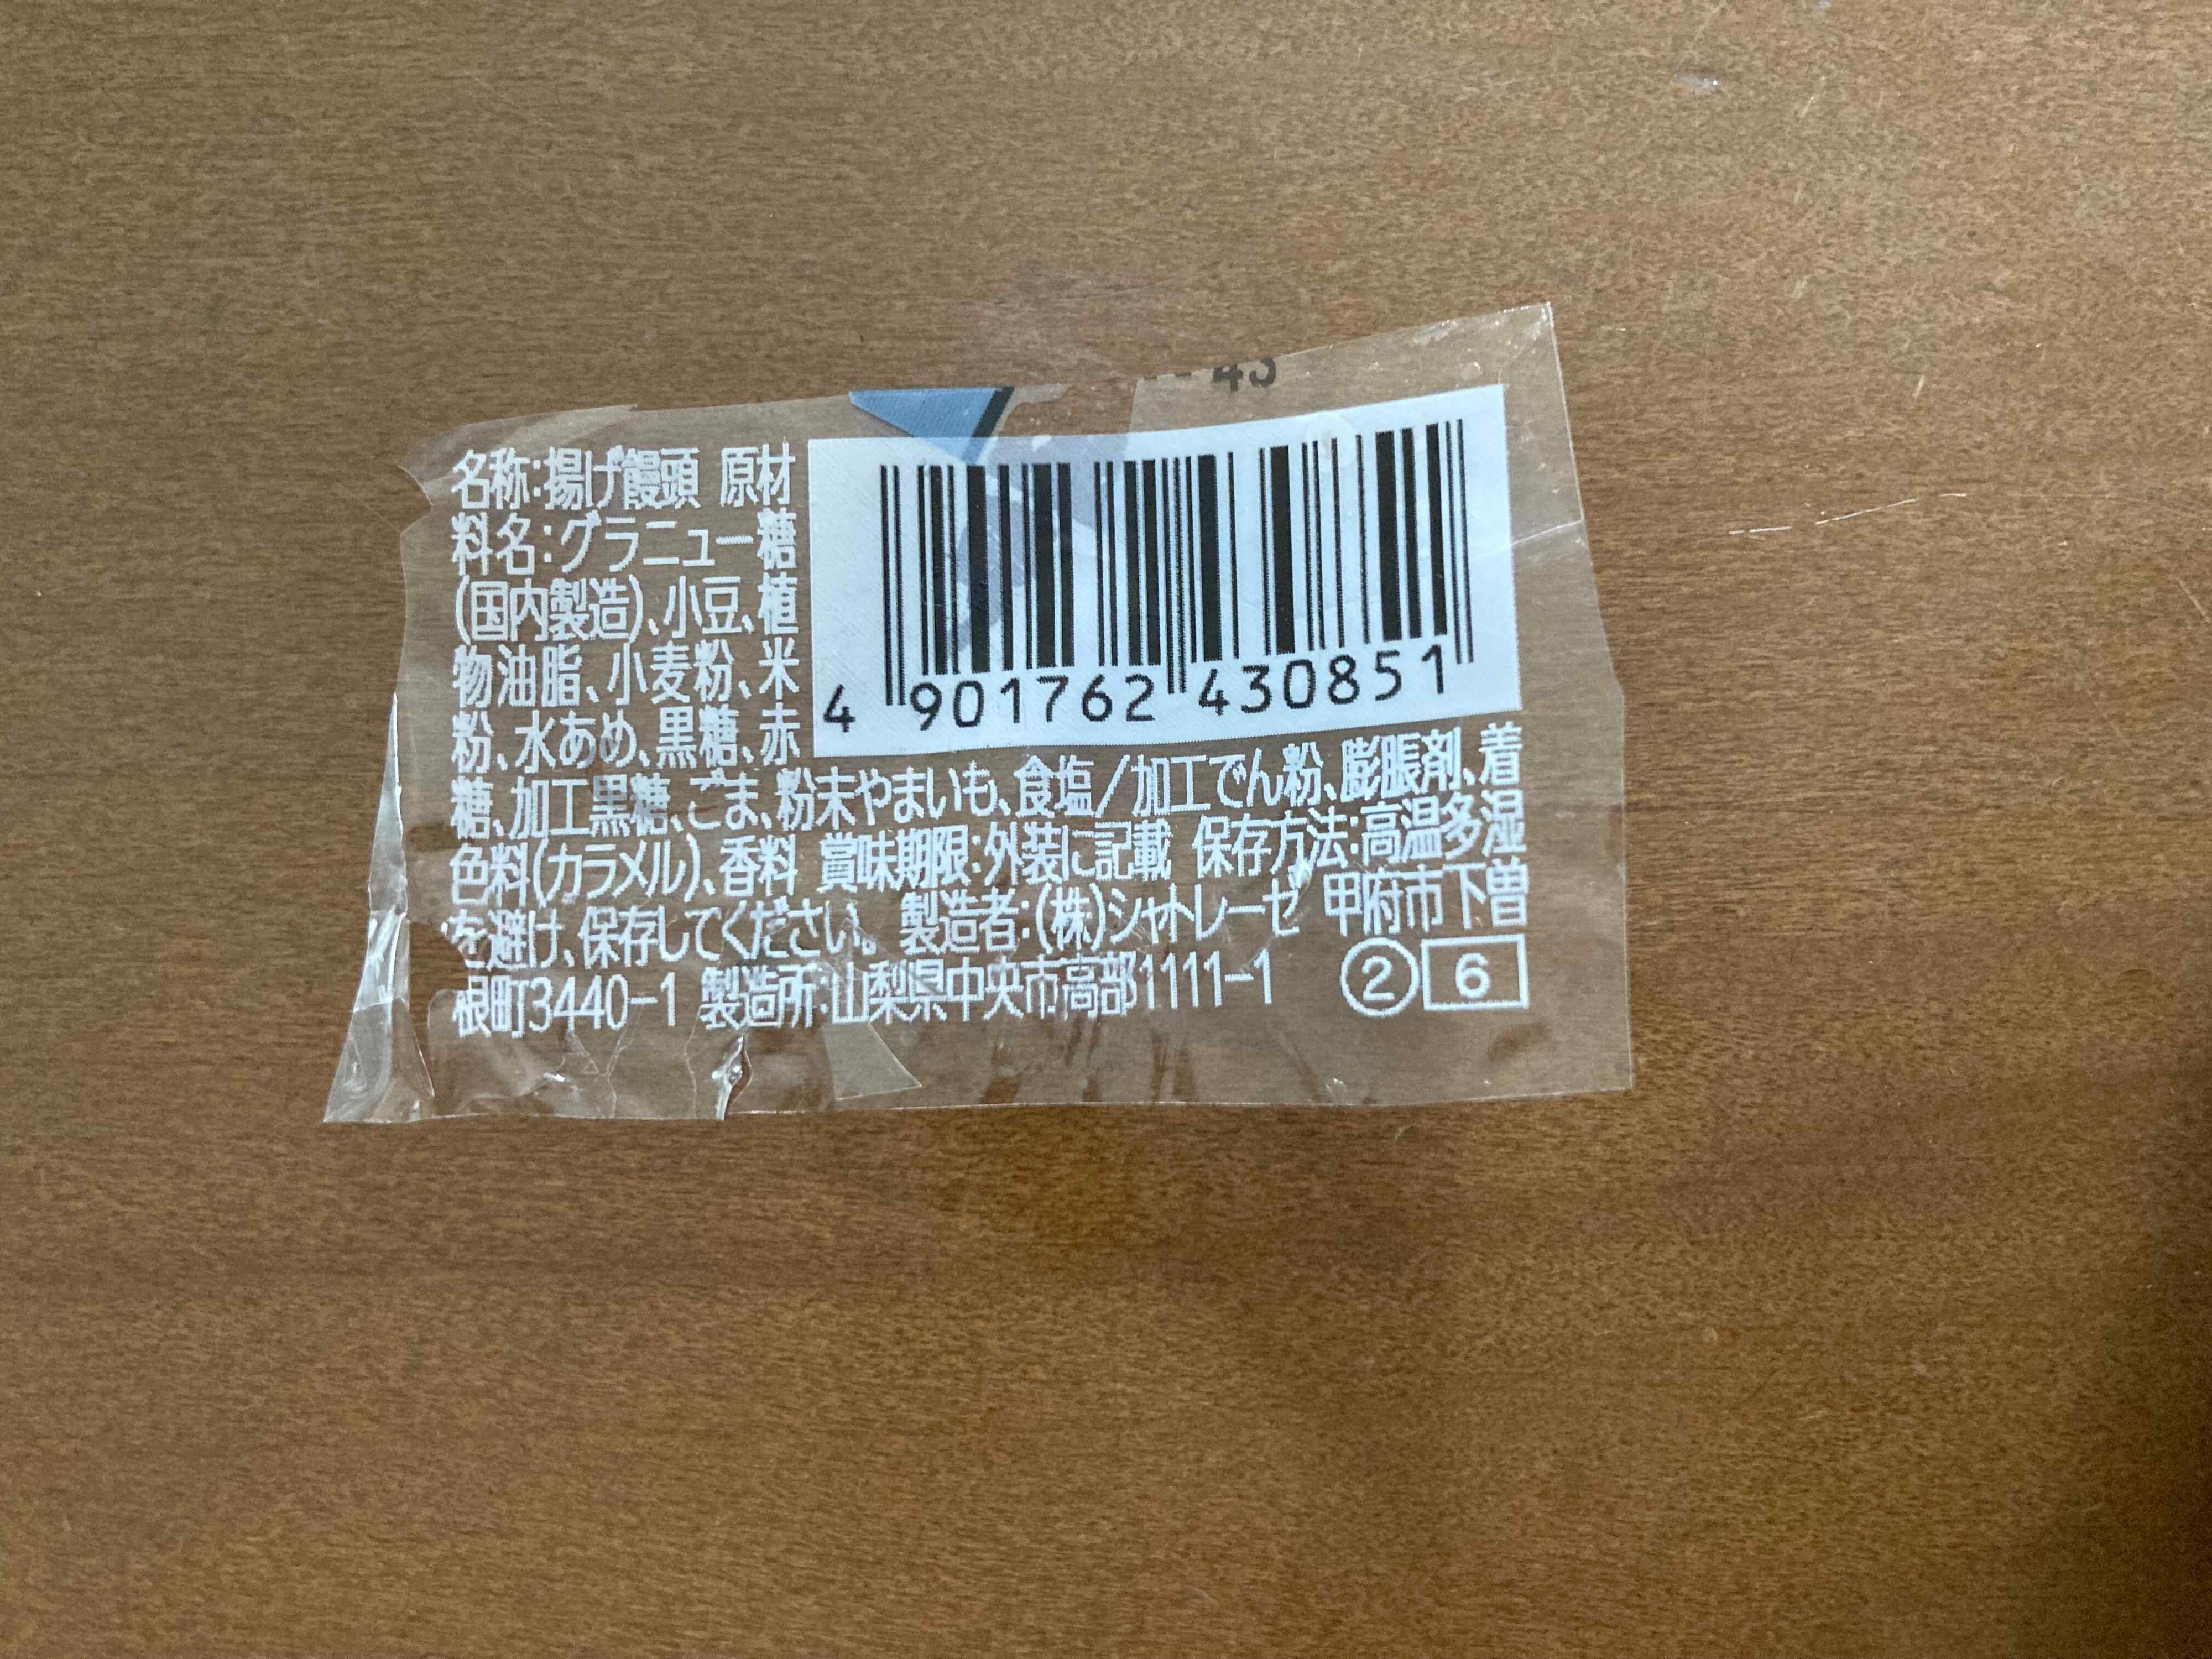 名称:揚げ饅頭 原材
料名:グラニュー糖
(国内製造)、小豆、植
物油脂、小麦粉、米
粉、水あめ、黒糖、赤
糖、加工黒糖、ごま、粉末やまいも、食塩/加工でん粉、膨脹剤、着
色料(カラメル)、香料 賞味期限:外装に記載 保存方法:高温多湿
を避け、保存してください。 製造者:(株)シャトレーゼ 甲府市下曽
根町3440-1 製造所:山梨県中央市高部1111-1 ② 6
4 901762 430851